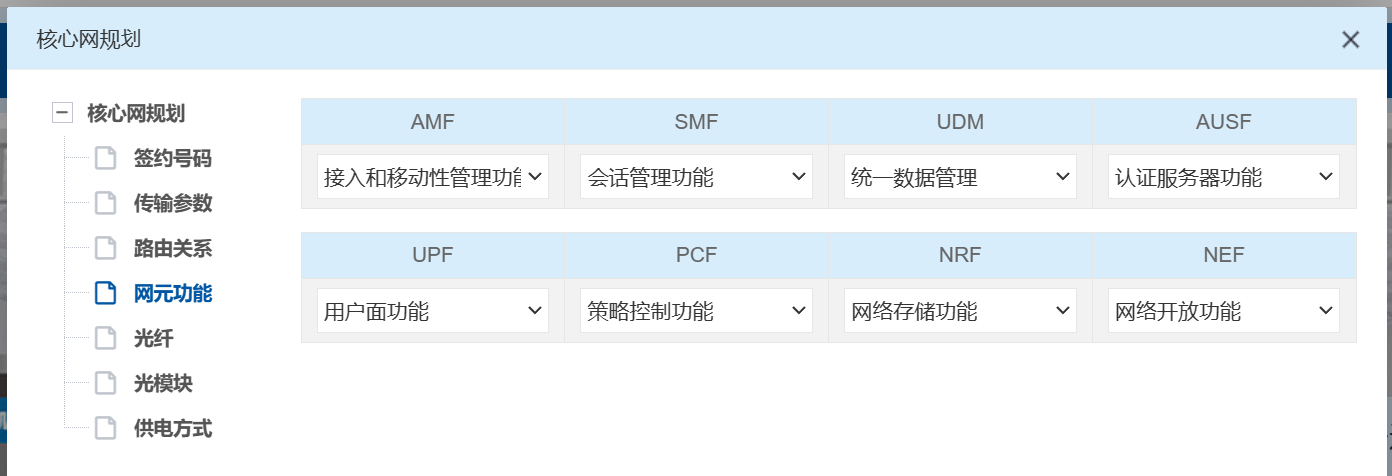 核心网规划
核心网规划
签约号码
传输参数
路由关系
网元功能
光纤
光模块
供电方式
AMF SMF UDM AUSF
接入和移动性管理功能 会话管理功能 统一数据管理 认证服务器功能
UPF PCF NRF NEF
用户面功能 策略控制功能 网络存储功能 网络开放功能